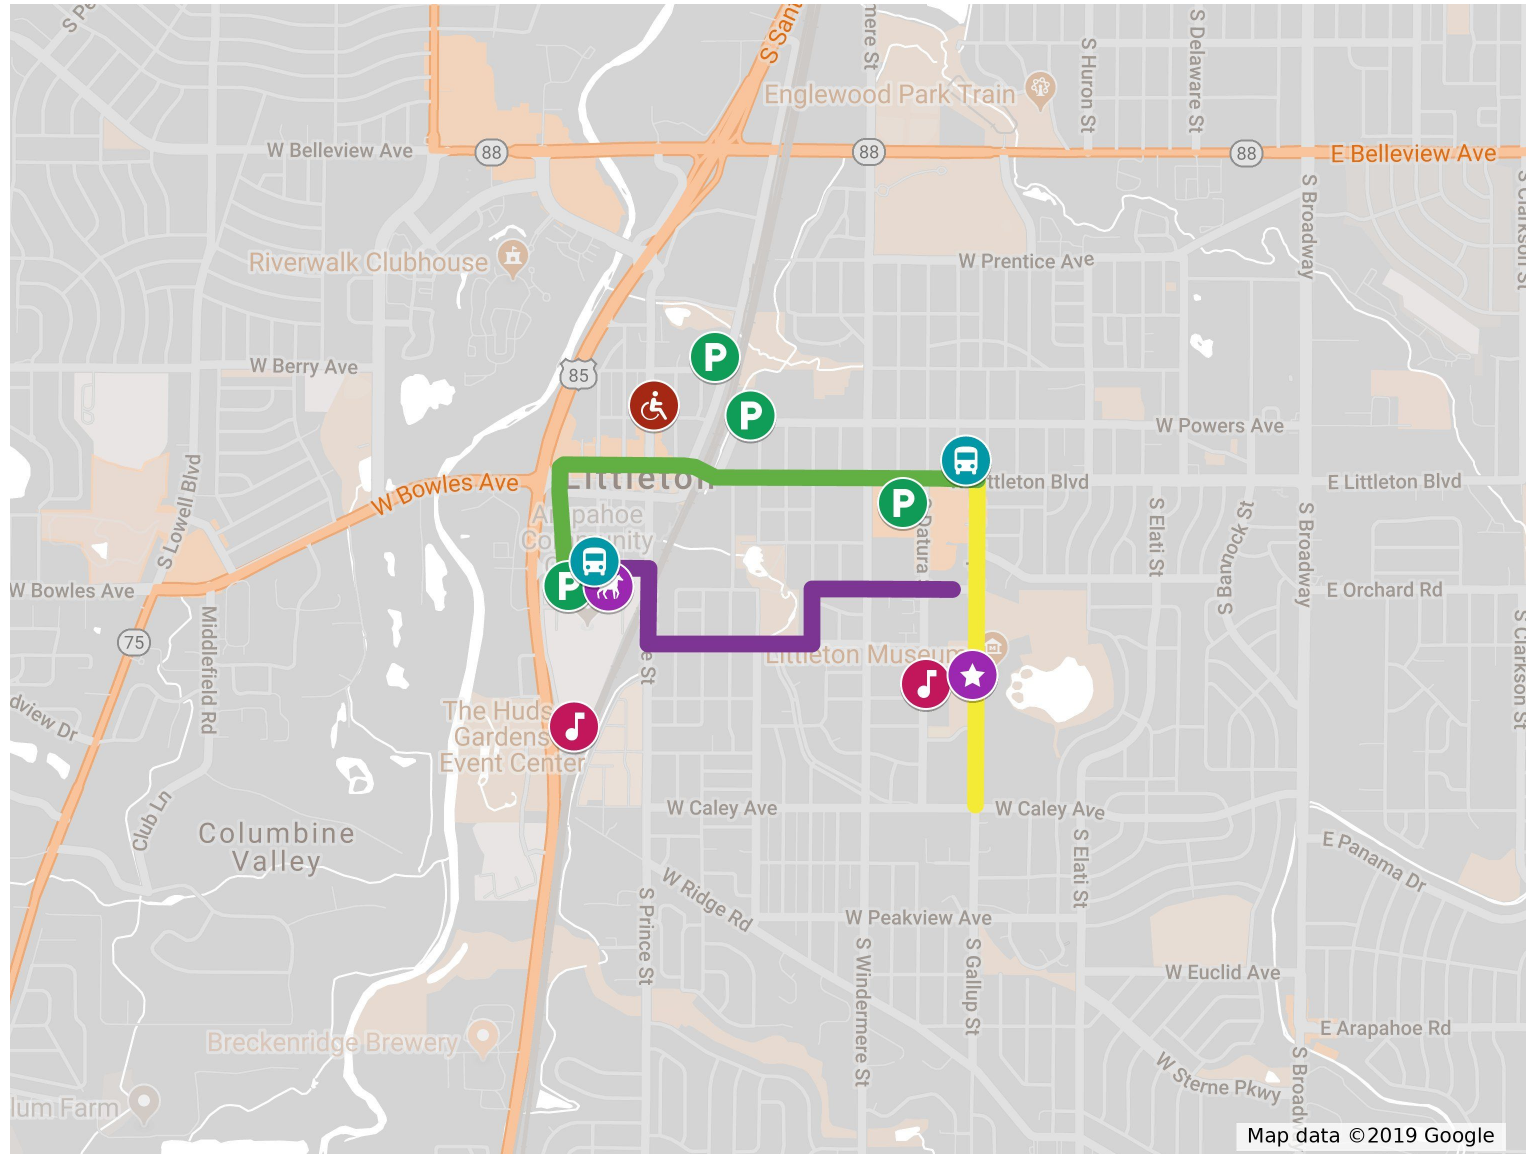 S Pe
S Sant
mere St
S Huron St
S Delaware St
Englewood Park Train
W Belleview Ave
88
88
88
E Belleview Ave
S Broadway
S Clarkson St
Riverwalk Clubhouse
W Prentice Ave
W Berry Ave
85
P
P
W Powers Ave
S Lowell Blvd
W Bowles Ave
Littleton
ttleton Blvd
E Littleton Blvd
P
S Datura
Arapahoe
Community
S Elati St
S Bannock St
S Broadway
W Bowles Ave
P
E Orchard Rd
75
Middlefield Rd
e St
Littleton Museum
S Clarkson St
dview Dr
The Huds
Gardens
Event Center
W Caley Ave
W Caley Ave
Club Ln
Columbine
Valley
S Elati St
E Panama Dr
W Ridge Rd
S Prince St
W Peakview Ave
S Windermere St
S Gallup St
W Euclid Ave
E Arapahoe Rd
Breckenridge Brewery
S Broadw
W Sterne Pkwy
lum Farm
Map data ©2019 Google